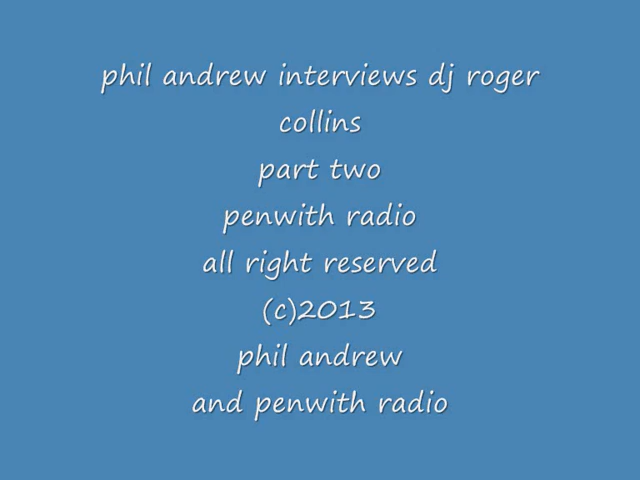 phil andrew interviews dj roger
collins
part two
penwith radio
all right reserved
(c)2013
phil andrew
and penwith radio